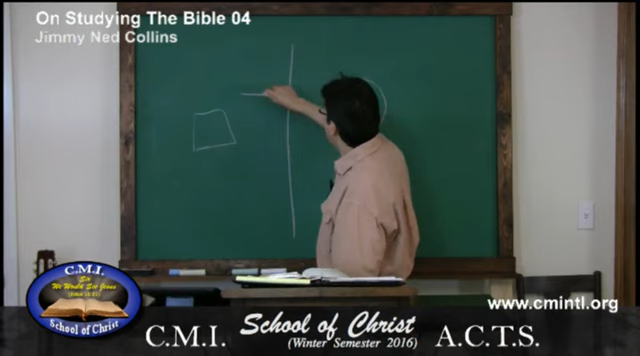 On Studying The Bible 04
Jimmy Ned Collins
C.M.I.
Sir
We Would See Jesus
School of Christ
www.cmintl.org
C.M.I. School of Christ A.C.T.S.
(Winter Semester 2016)